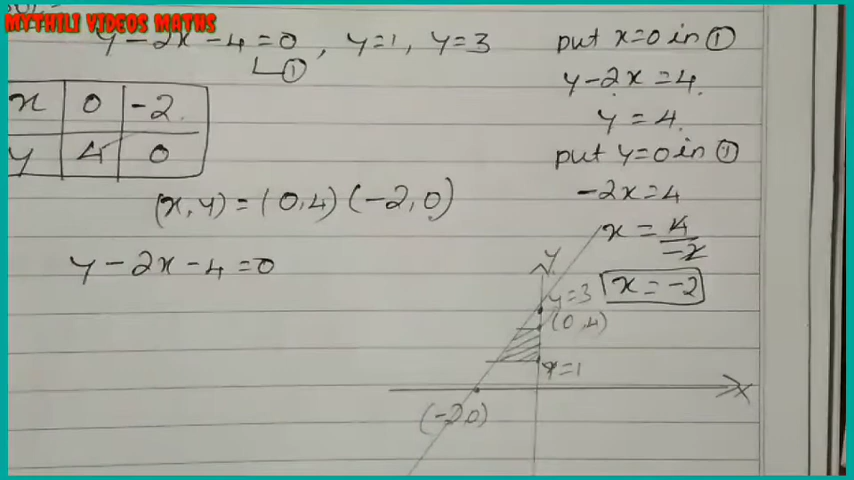 MYTHILI VIDEOS MATHS
y - 2x - 4 = 0 , y = 1, y = 3
①
x 0 -2
y 4 0
(x, y) = (0, 4) (-2, 0)
y - 2x - 4 = 0
put x = 0 in ①
y - 2x = 4
y = 4
put y = 0 in ①
-2x = 4
x = 4/-2
x = -2
y
y = 3
(0, 4)
= 1
x
(-2, 0)